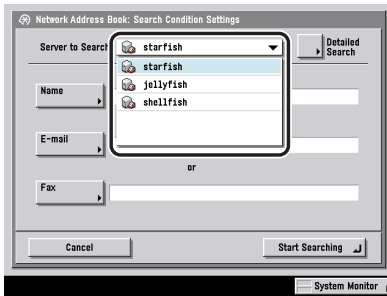 Network Address Book: Search Condition Settings
Server to Search
starfish
Detailed
Search
starfish
jellyfish
shellfish
Name
E-mail
or
Fax
Cancel
Start Searching
System Monitor